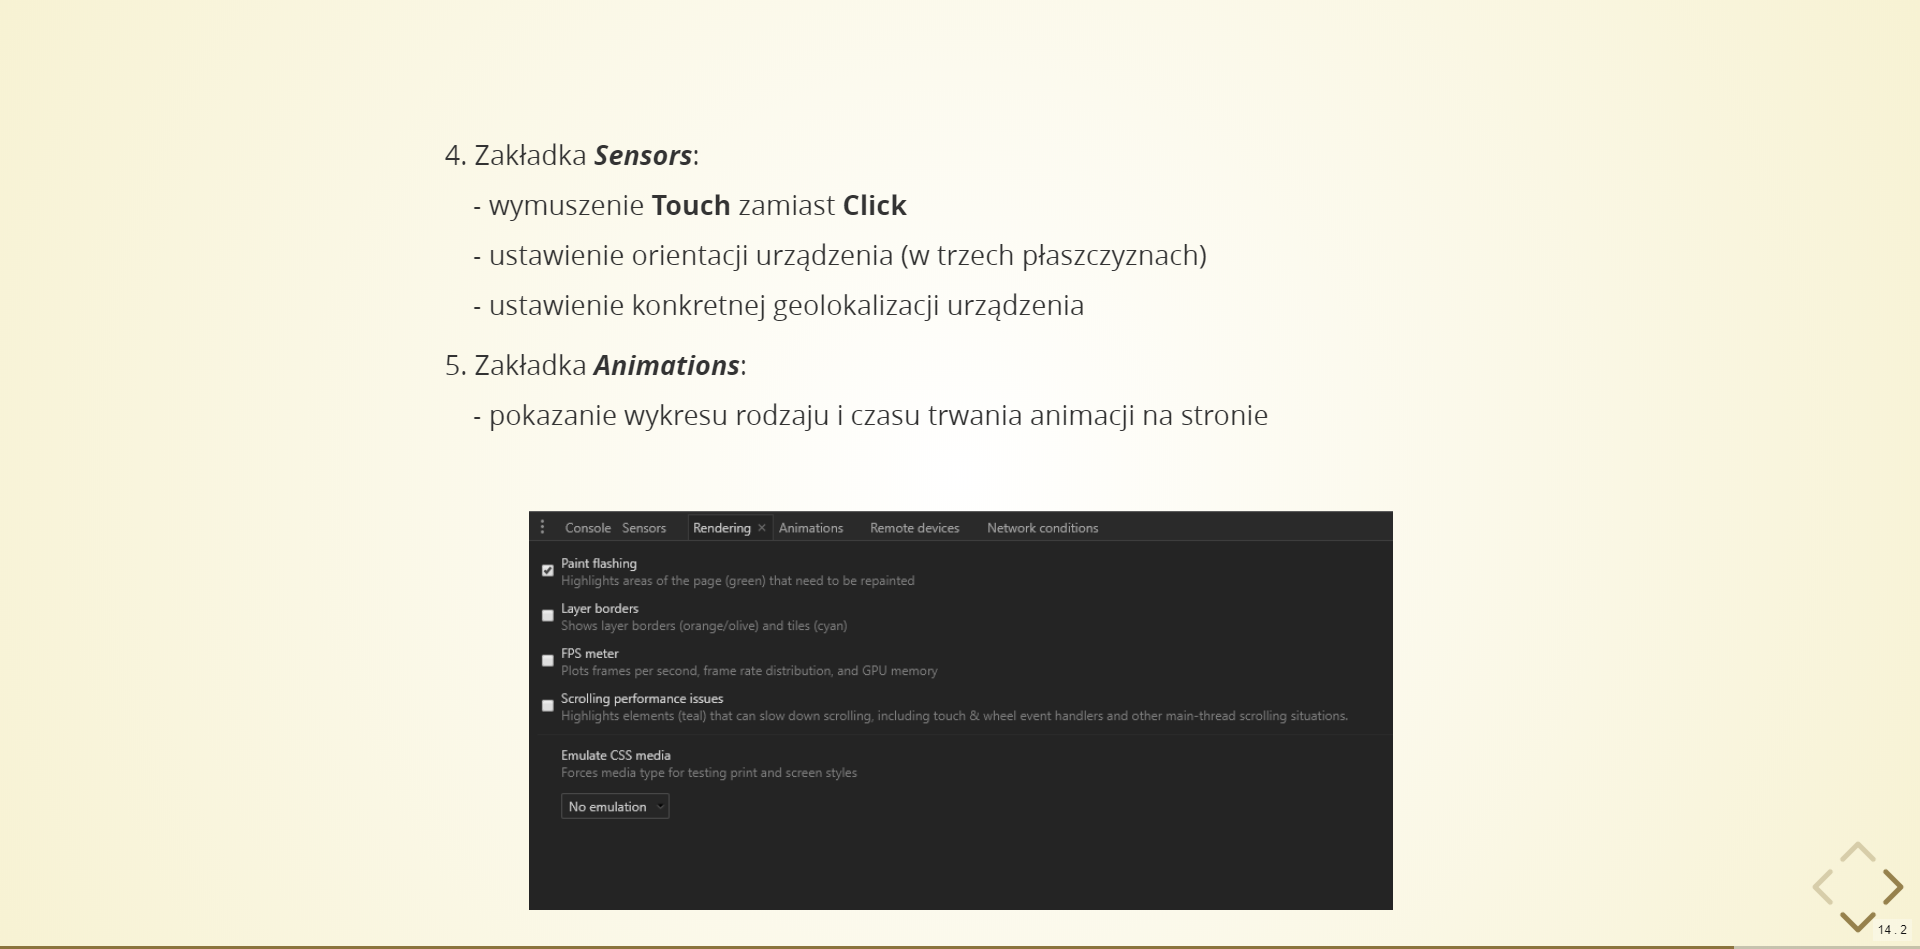 4. Zakładka Sensors:
- wymuszenie Touch zamiast Click
- ustawienie orientacji urządzenia (w trzech płaszczyznach)
- ustawienie konkretnej geolokalizacji urządzenia
5. Zakładka Animations:
- pokazanie wykresu rodzaju i czasu trwania animacji na stronie
Console Sensors Rendering × Animations Remote devices Network conditions
Paint flashing
Highlights areas of the page (green) that need to be repainted
Layer borders
Shows layer borders (orange/olive) and tiles (cyan)
FPS meter
Plots frames per second, frame rate distribution, and GPU memory
Scrolling performance issues
Highlights elements (teal) that can slow down scrolling, including touch & wheel event handlers and other main-thread scrolling situations.
Emulate CSS media
Forces media type for testing print and screen styles
No emulation
14 . 2